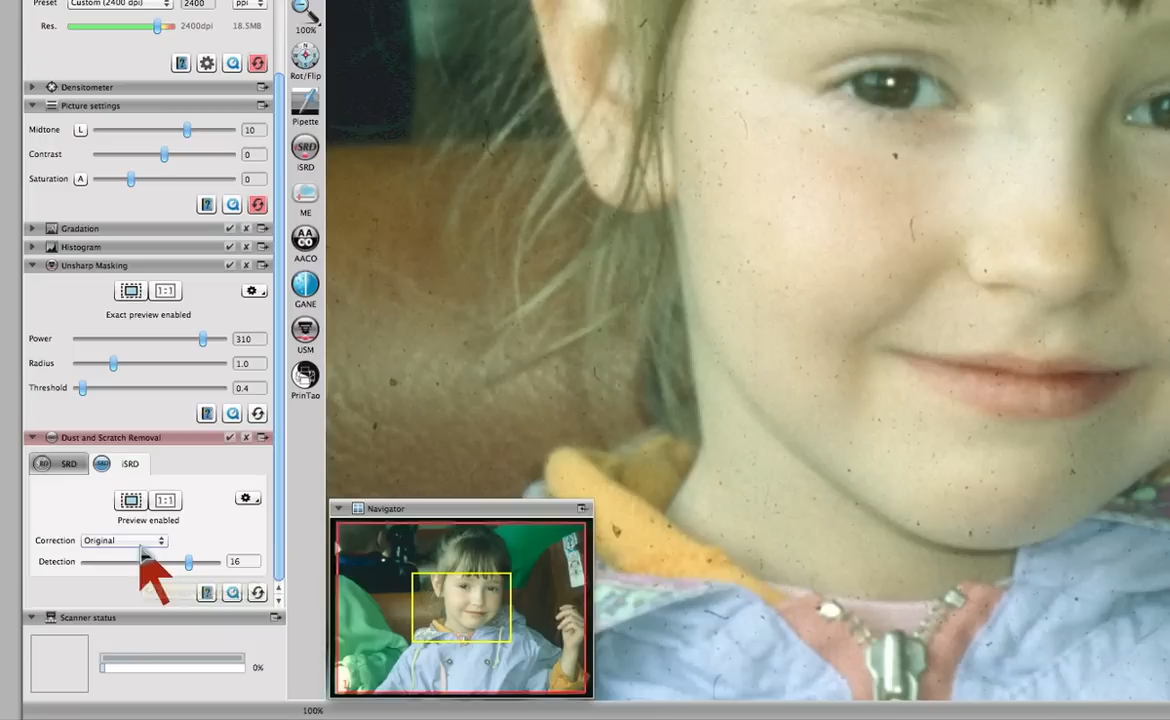 Preset Custom (2400 dpi) 2400 ppi
Res. 2400dpi 18.5MB
100%
Rot/Flip
Densitometer
Picture settings
Pipette
Midtone L 10
Contrast 0
iSRD
Saturation A 0
ME
Gradation
Histogram
AACO
Unsharp Masking
1:1
GANE
Exact preview enabled
Power 310
USM
Radius 1.0
Threshold 0.4
PrinTao
Dust and Scratch Removal
SRD iSRD
1:1
Preview enabled
Correction Original
Detection 16
Navigator
Scanner status
0%
1
100%